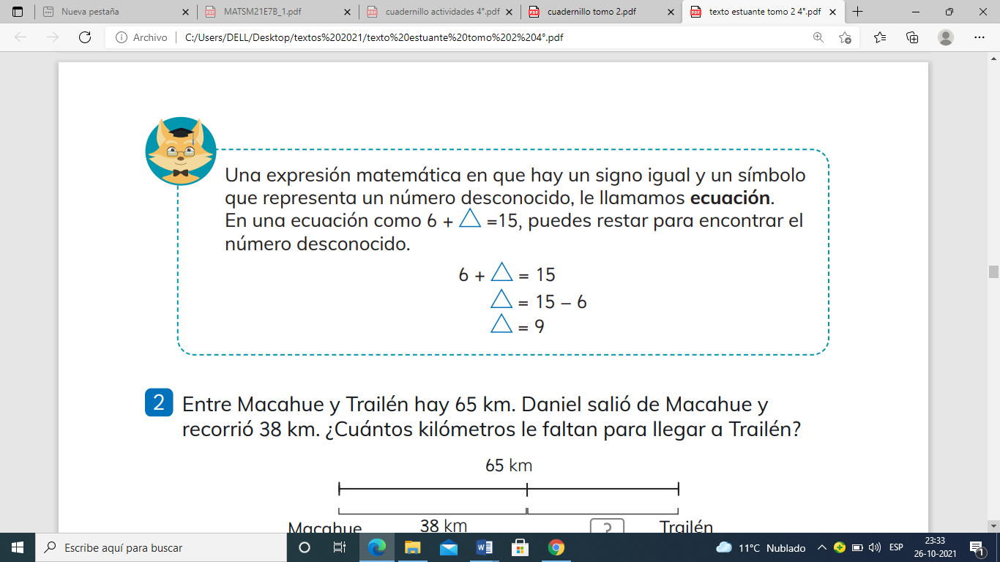 Nueva pestaña
MATSM21E7B_1.pdf
cuadernillo actividades 4°.pdf
cuadernillo tomo 2.pdf
texto estuante tomo 2 4°.pdf
Archivo
C:/Users/DELL/Desktop/textos%202021/texto%20estuante%20tomo%202%204°.pdf
Una expresión matemática en que hay un signo igual y un símbolo
que representa un número desconocido, le llamamos ecuación.
En una ecuación como 6 + △ =15, puedes restar para encontrar el
número desconocido.
6 + △ = 15
△ = 15 – 6
△ = 9
2 Entre Macahue y Trailén hay 65 km. Daniel salió de Macahue y
recorrió 38 km. ¿Cuántos kilómetros le faltan para llegar a Trailén?
65 km
Macahue 38 km ? Trailén
Escribe aquí para buscar
11°C Nublado
ESP
23:33
26-10-2021
1